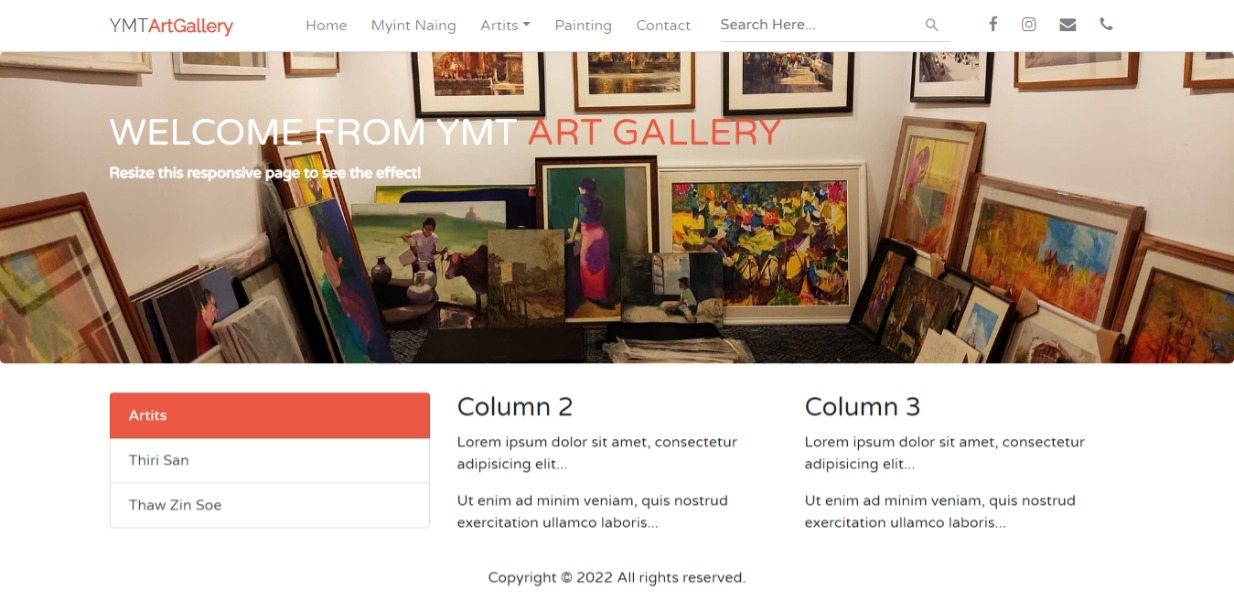 YMTArtGallery
Home Myint Naing Artits Painting Contact Search Here...
WELCOME FROM YMT ART GALLERY
Resize this responsive page to see the effect!
Artits
Thiri San
Thaw Zin Soe
Column 2
Lorem ipsum dolor sit amet, consectetur
adipisicing elit...
Ut enim ad minim veniam, quis nostrud
exercitation ullamco laboris...
Column 3
Lorem ipsum dolor sit amet, consectetur
adipisicing elit...
Ut enim ad minim veniam, quis nostrud
exercitation ullamco laboris...
Copyright © 2022 All rights reserved.